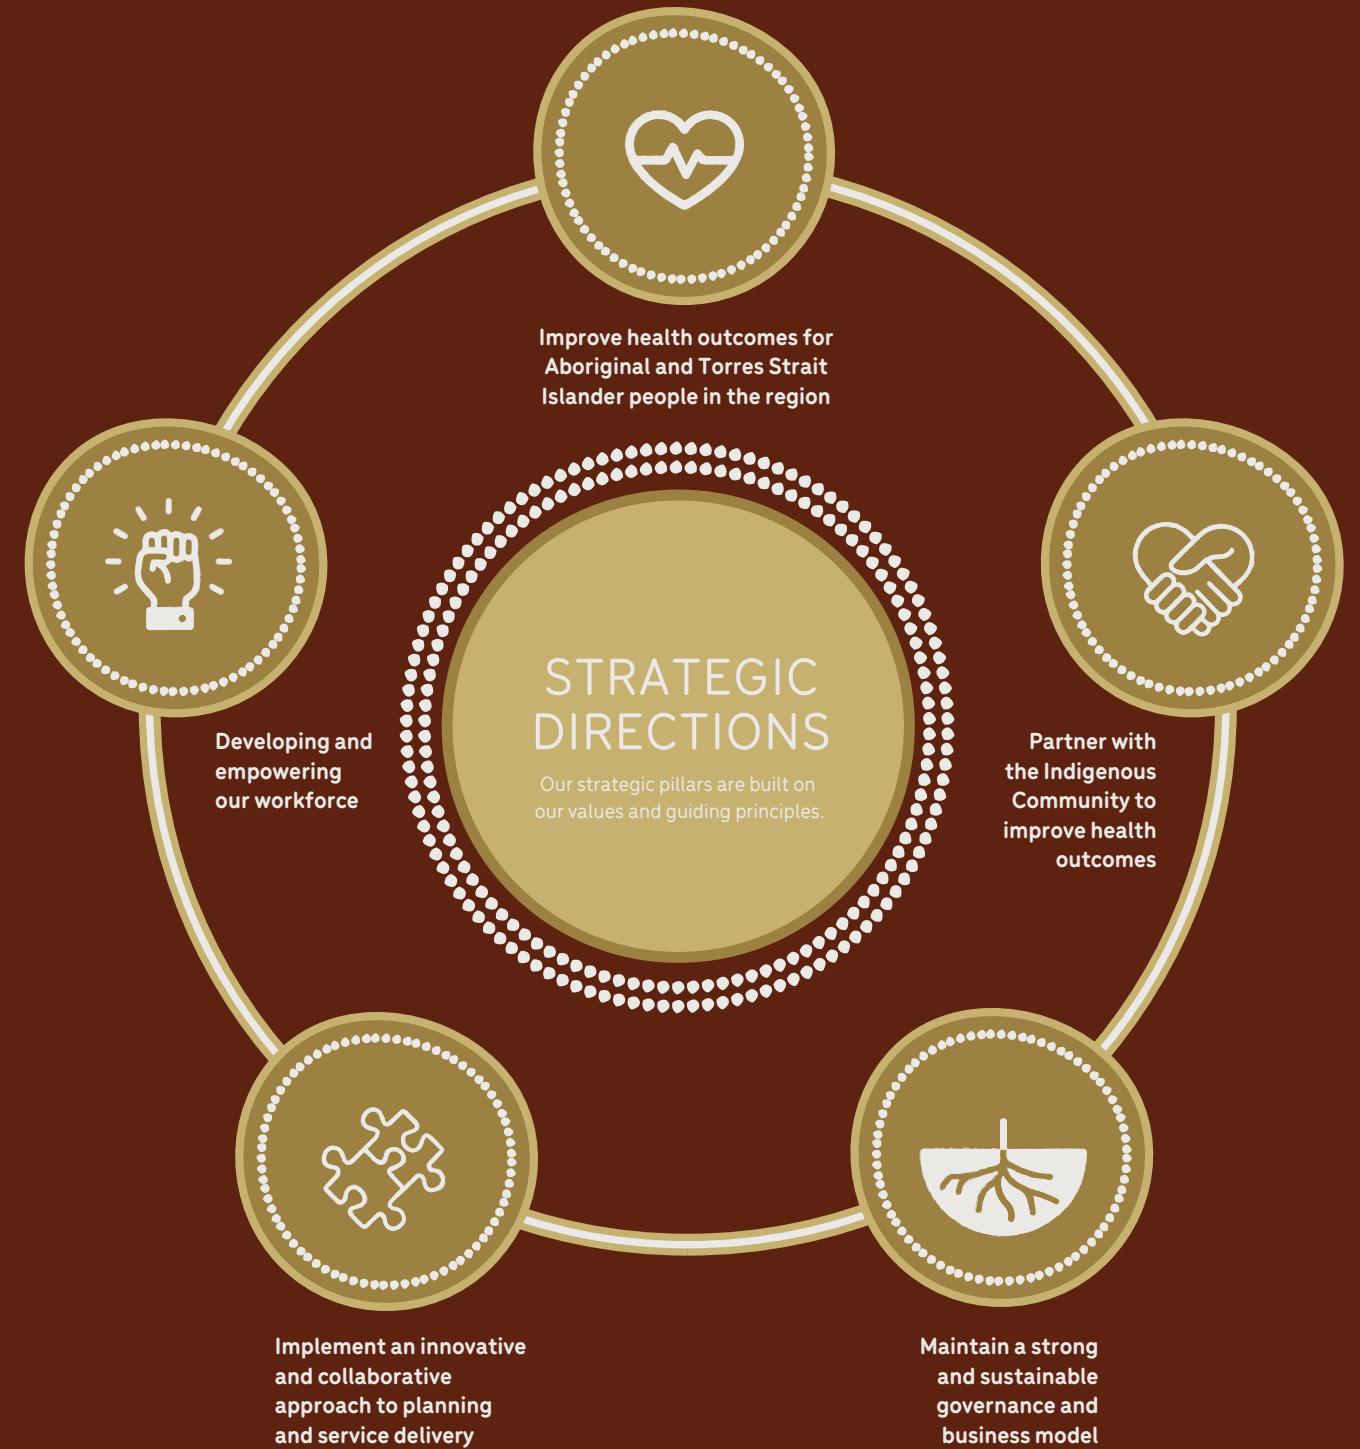 Improve health outcomes for
Aboriginal and Torres Strait
Islander people in the region
STRATEGIC
DIRECTIONS
Our strategic pillars are built on
our values and guiding principles.
Developing and
empowering
our workforce
Partner with
the Indigenous
Community to
improve health
outcomes
Implement an innovative
and collaborative
approach to planning
and service delivery
Maintain a strong
and sustainable
governance and
business model